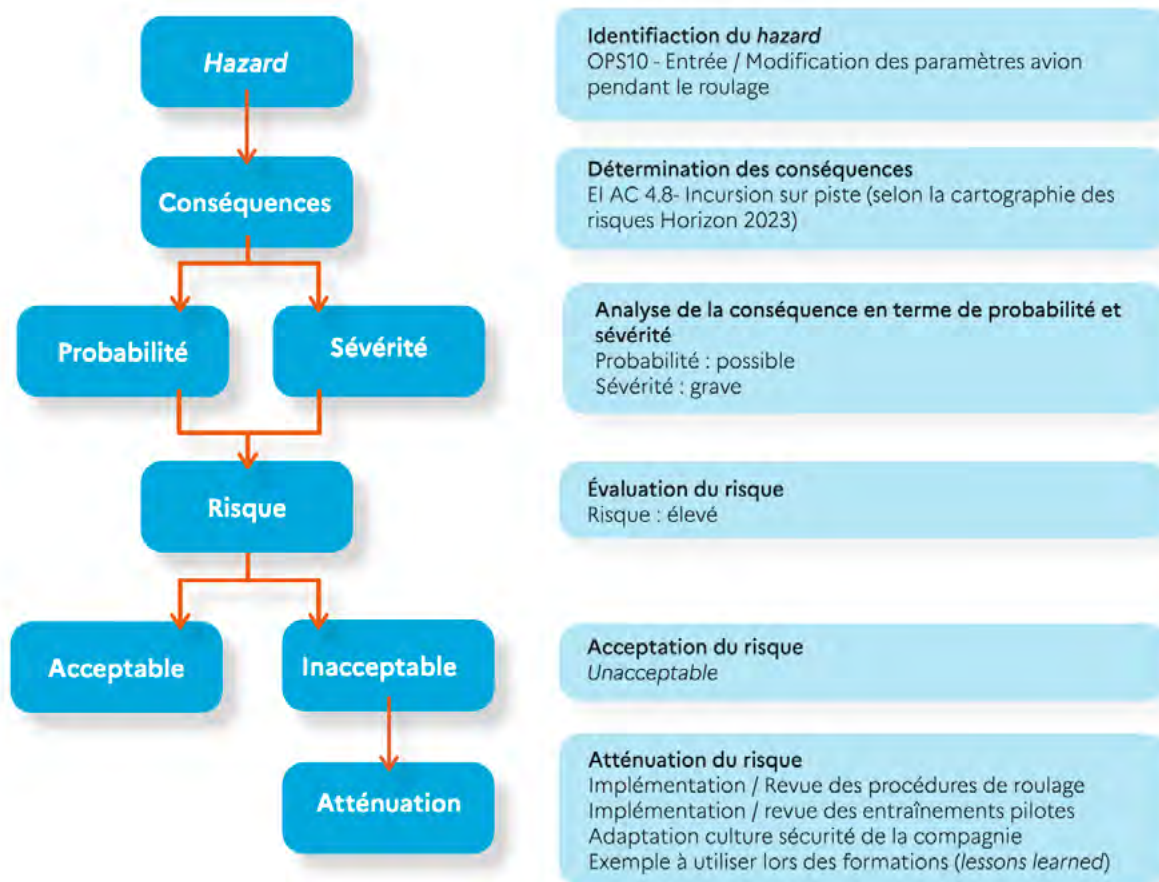 Hazard
Identifiaction du hazard
OPS10 - Entrée / Modification des paramètres avion
pendant le roulage
Conséquences
Détermination des conséquences
EI AC 4.8- Incursion sur piste (selon la cartographie des
risques Horizon 2023)
Probabilité
Sévérité
Analyse de la conséquence en terme de probabilité et
sévérité
Probabilité : possible
Sévérité : grave
Risque
Évaluation du risque
Risque : élevé
Acceptable
Inacceptable
Acceptation du risque
Unacceptable
Atténuation
Atténuation du risque
Implémentation / Revue des procédures de roulage
Implémentation / revue des entraînements pilotes
Adaptation culture sécurité de la compagnie
Exemple à utiliser lors des formations (lessons learned)